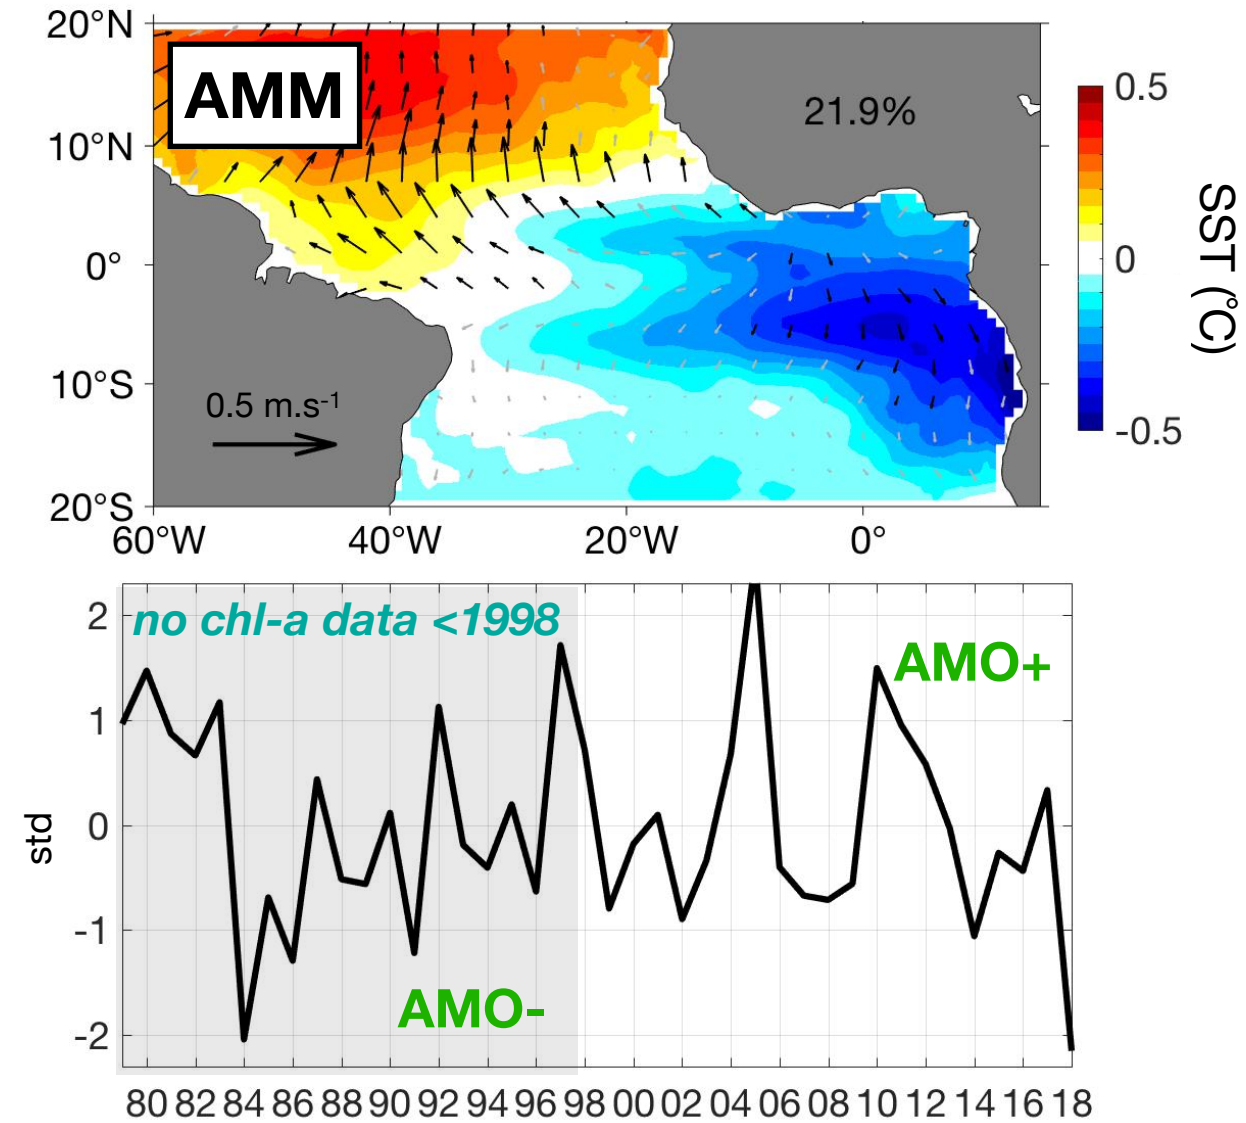 20°N
AMM
21.9%
0.5
10°N
0°
0
SST (°C)
10°S
0.5 m.s-1
-0.5
20°S
60°W 40°W 20°W 0°
no chl-a data <1998
2
AMO+
1
0
std
-1
AMO-
-2
80 82 84 86 88 90 92 94 96 98 00 02 04 06 08 10 12 14 16 18